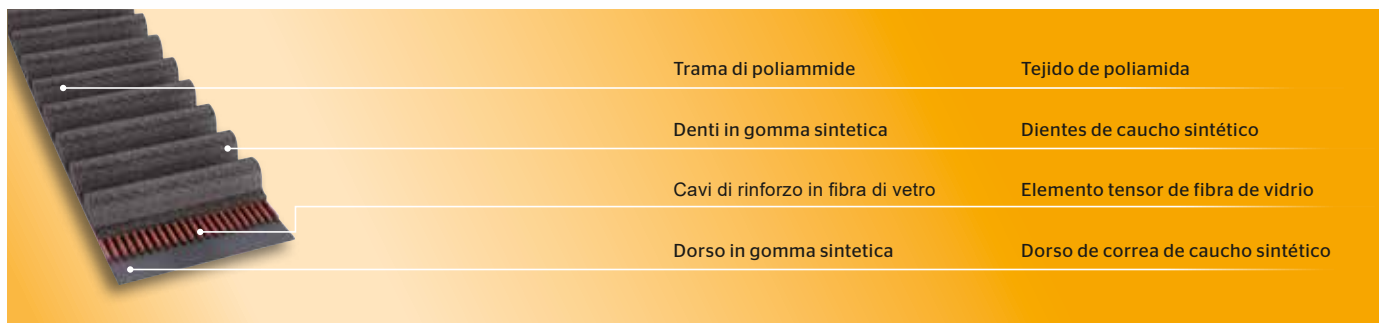 Trama di poliammide Tejido de poliamida
Denti in gomma sintetica Dientes de caucho sintético
Cavi di rinforzo in fibra di vetro Elemento tensor de fibra de vidrio
Dorso in gomma sintetica Dorso de correa de caucho sintético